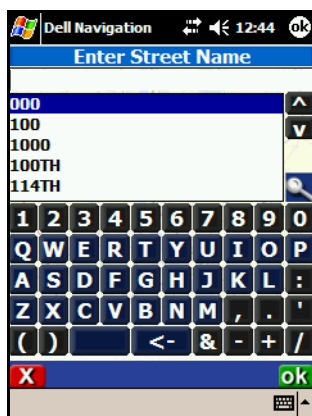 Dell Navigation 12:44 ok
Enter Street Name
000
100
1000
100TH
114TH
1 2 3 4 5 6 7 8 9 0
Q W E R T Y U I O P
A S D F G H J K L :
Z X C V B N M , . '
( ) <- & - + /
X ok